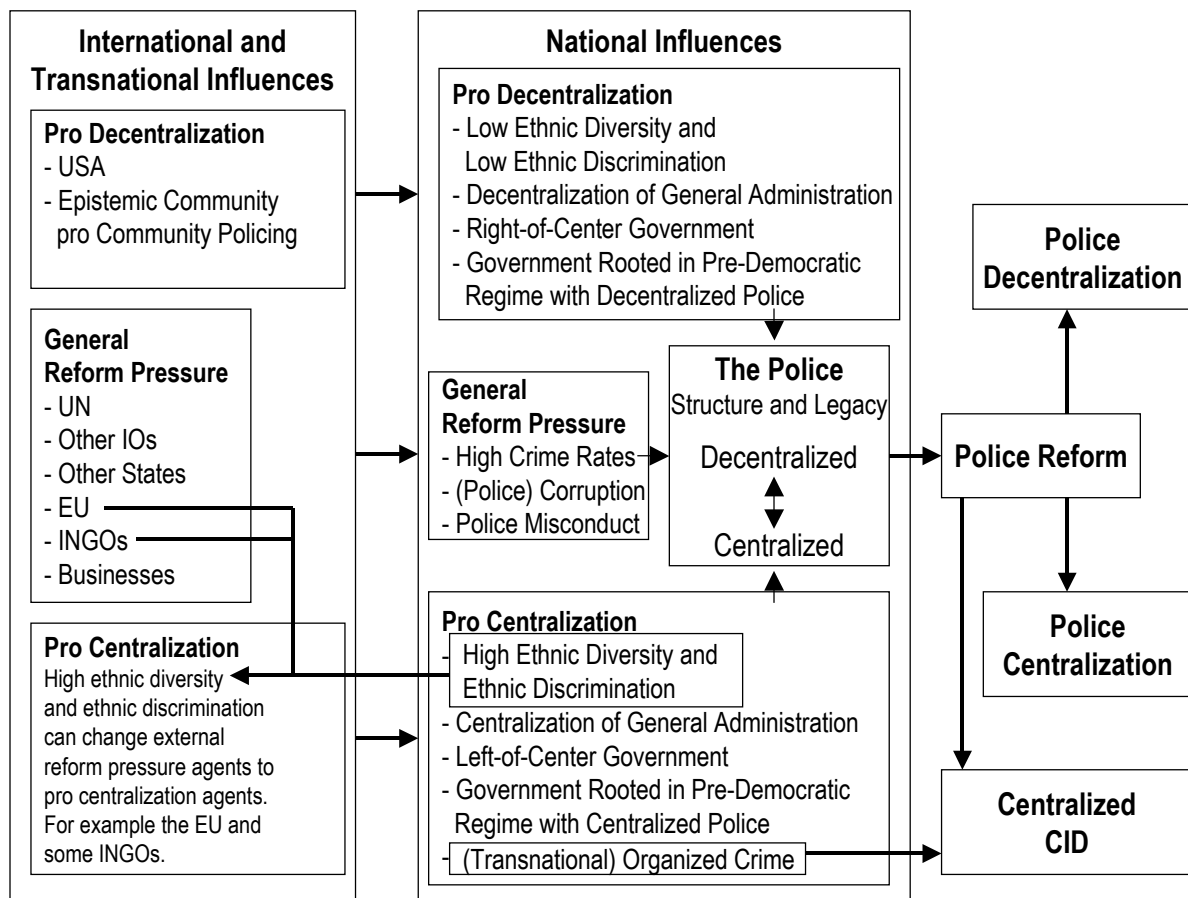 International and
Transnational Influences
Pro Decentralization
- USA
- Epistemic Community
pro Community Policing
General
Reform Pressure
- UN
- Other IOs
- Other States
- EU
- INGOs
- Businesses
Pro Centralization
High ethnic diversity
and ethnic discrimination
can change external
reform pressure agents to
pro centralization agents.
For example the EU and
some INGOs.
National Influences
Pro Decentralization
- Low Ethnic Diversity and
Low Ethnic Discrimination
- Decentralization of General Administration
- Right-of-Center Government
- Government Rooted in Pre-Democratic
Regime with Decentralized Police
General
Reform Pressure
- High Crime Rates
- (Police) Corruption
- Police Misconduct
The Police
Structure and Legacy
Decentralized
Centralized
Pro Centralization
- High Ethnic Diversity and
Ethnic Discrimination
- Centralization of General Administration
- Left-of-Center Government
- Government Rooted in Pre-Democratic
Regime with Centralized Police
- (Transnational) Organized Crime
Police
Decentralization
Police Reform
Police
Centralization
Centralized
CID